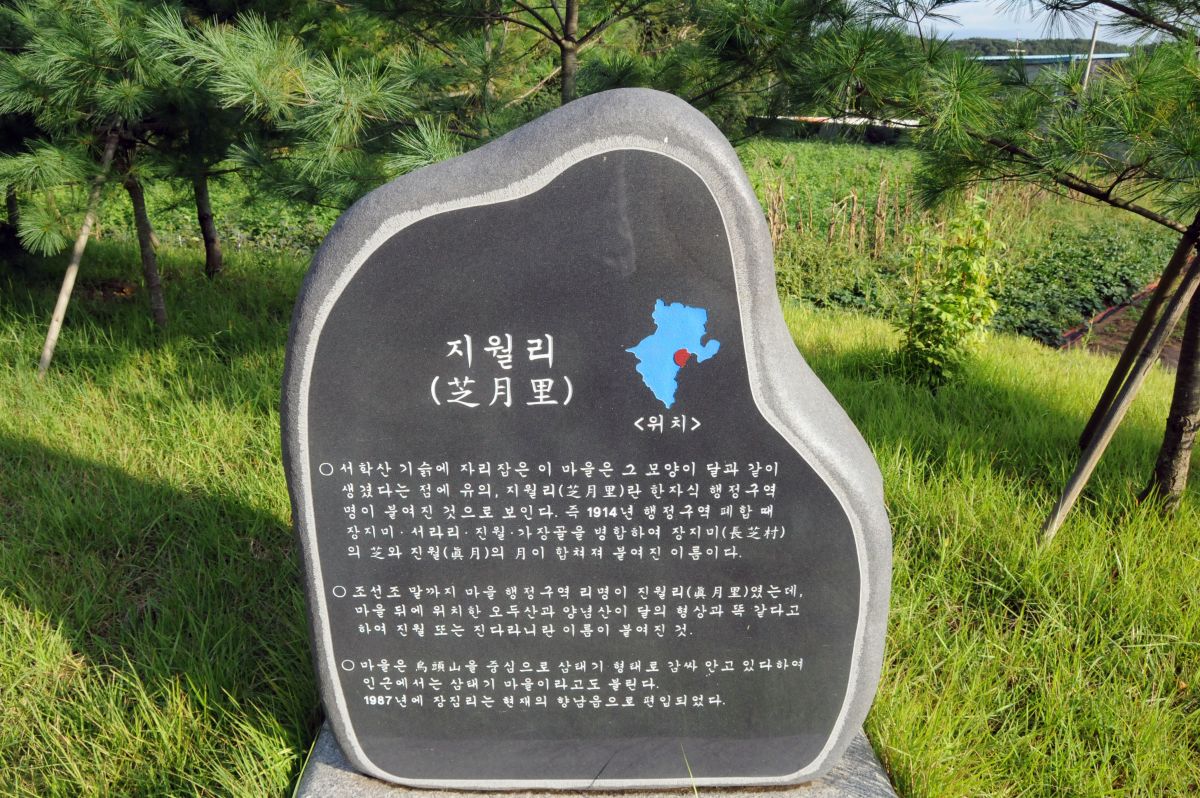 지월리
(芝月里)
<위치>
○ 서학산 기슭에 자리잡은 이 마을은 그 모양이 달과 같이
생겼다는 점에 유의, 지월리(芝月里)란 한자식 행정구역
명이 붙여진 것으로 보인다. 즉 1914년 행정구역 폐합 때
장지미·서라리·진월·가장골을 병합하여 장지미(長芝村)
의 芝와 진월(眞月)의 月이 합쳐져 붙여진 이름이다.
○ 조선조 말까지 마을 행정구역 리명이 진월리(眞月里)였는데,
마을 뒤에 위치한 오두산과 양념산이 달의 형상과 똑 같다고
하여 진월 또는 진다라니란 이름이 붙여진 것.
○ 마을은 烏頭山을 중심으로 삼태기 형태로 감싸 안고 있다하여
인근에서는 삼태기 마을이라고도 불린다.
1987년에 장짐리는 현재의 향남읍으로 편입되었다.